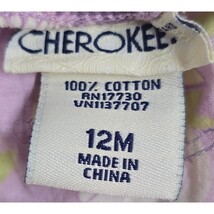 CHEROKEE.
100% COTTON
RN17730
VN1137707
12M
MADE IN
CHINA